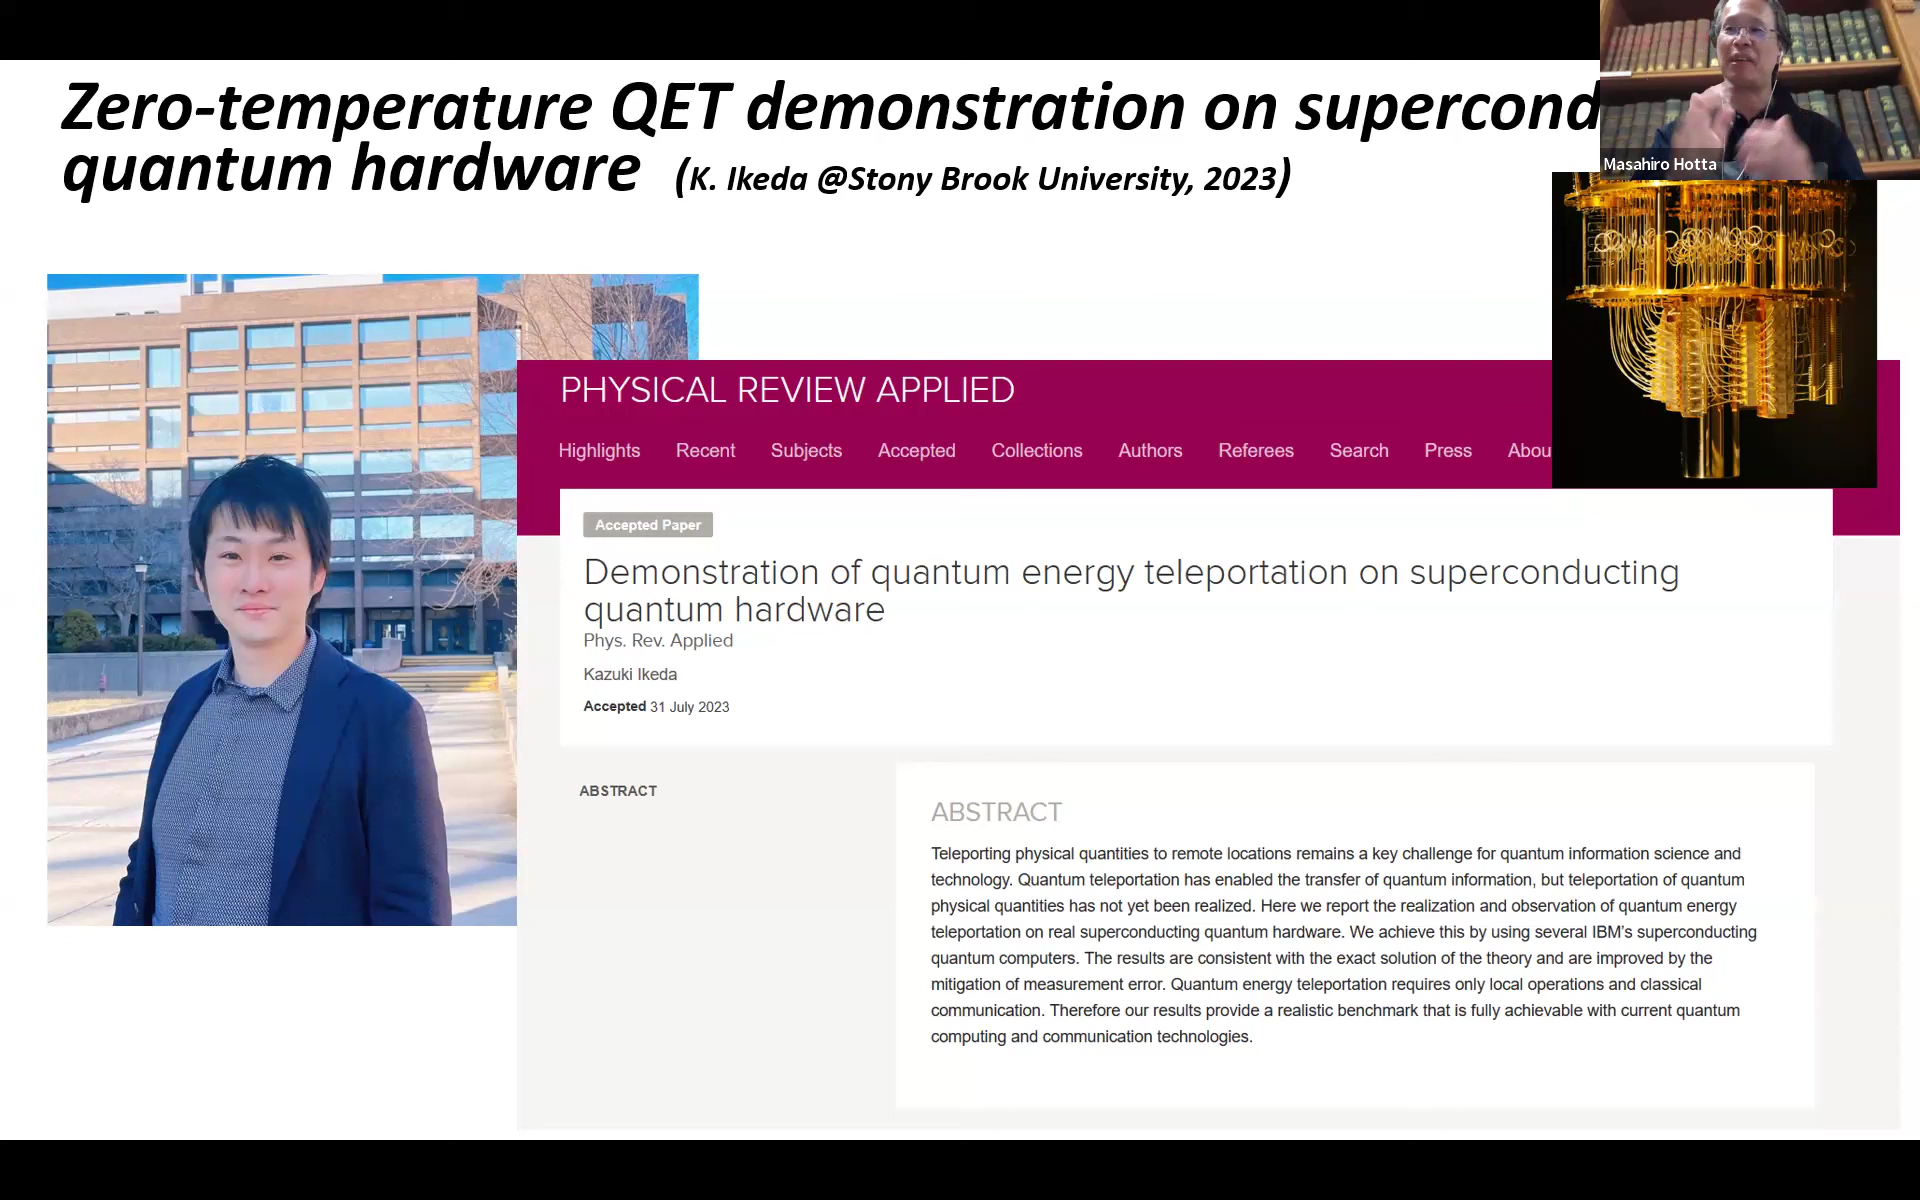 Zero-temperature QET demonstration on supercond
quantum hardware (K. Ikeda @Stony Brook University, 2023)
Masahiro Hotta
PHYSICAL REVIEW APPLIED
Highlights Recent Subjects Accepted Collections Authors Referees Search Press Abou
Accepted Paper
Demonstration of quantum energy teleportation on superconducting
quantum hardware
Phys. Rev. Applied
Kazuki Ikeda
Accepted 31 July 2023
ABSTRACT
ABSTRACT
Teleporting physical quantities to remote locations remains a key challenge for quantum information science and
technology. Quantum teleportation has enabled the transfer of quantum information, but teleportation of quantum
physical quantities has not yet been realized. Here we report the realization and observation of quantum energy
teleportation on real superconducting quantum hardware. We achieve this by using several IBM's superconducting
quantum computers. The results are consistent with the exact solution of the theory and are improved by the
mitigation of measurement error. Quantum energy teleportation requires only local operations and classical
communication. Therefore our results provide a realistic benchmark that is fully achievable with current quantum
computing and communication technologies.